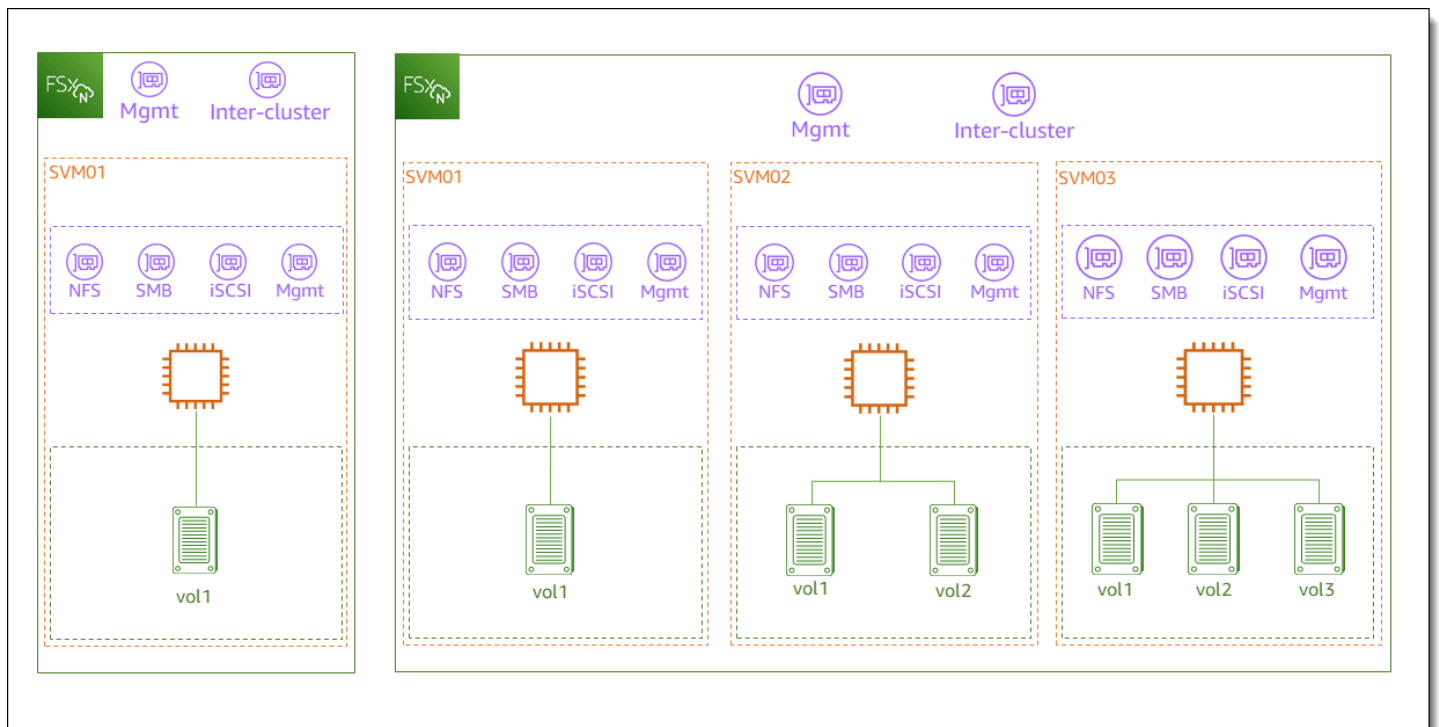 FSx
N
Mgmt
Inter-cluster
SVM01
NFS SMB iSCSI Mgmt
vol1
FSx
N
Mgmt
Inter-cluster
SVM01
NFS SMB iSCSI Mgmt
vol1
SVM02
NFS SMB iSCSI Mgmt
vol1 vol2
SVM03
NFS SMB iSCSI Mgmt
vol1 vol2 vol3